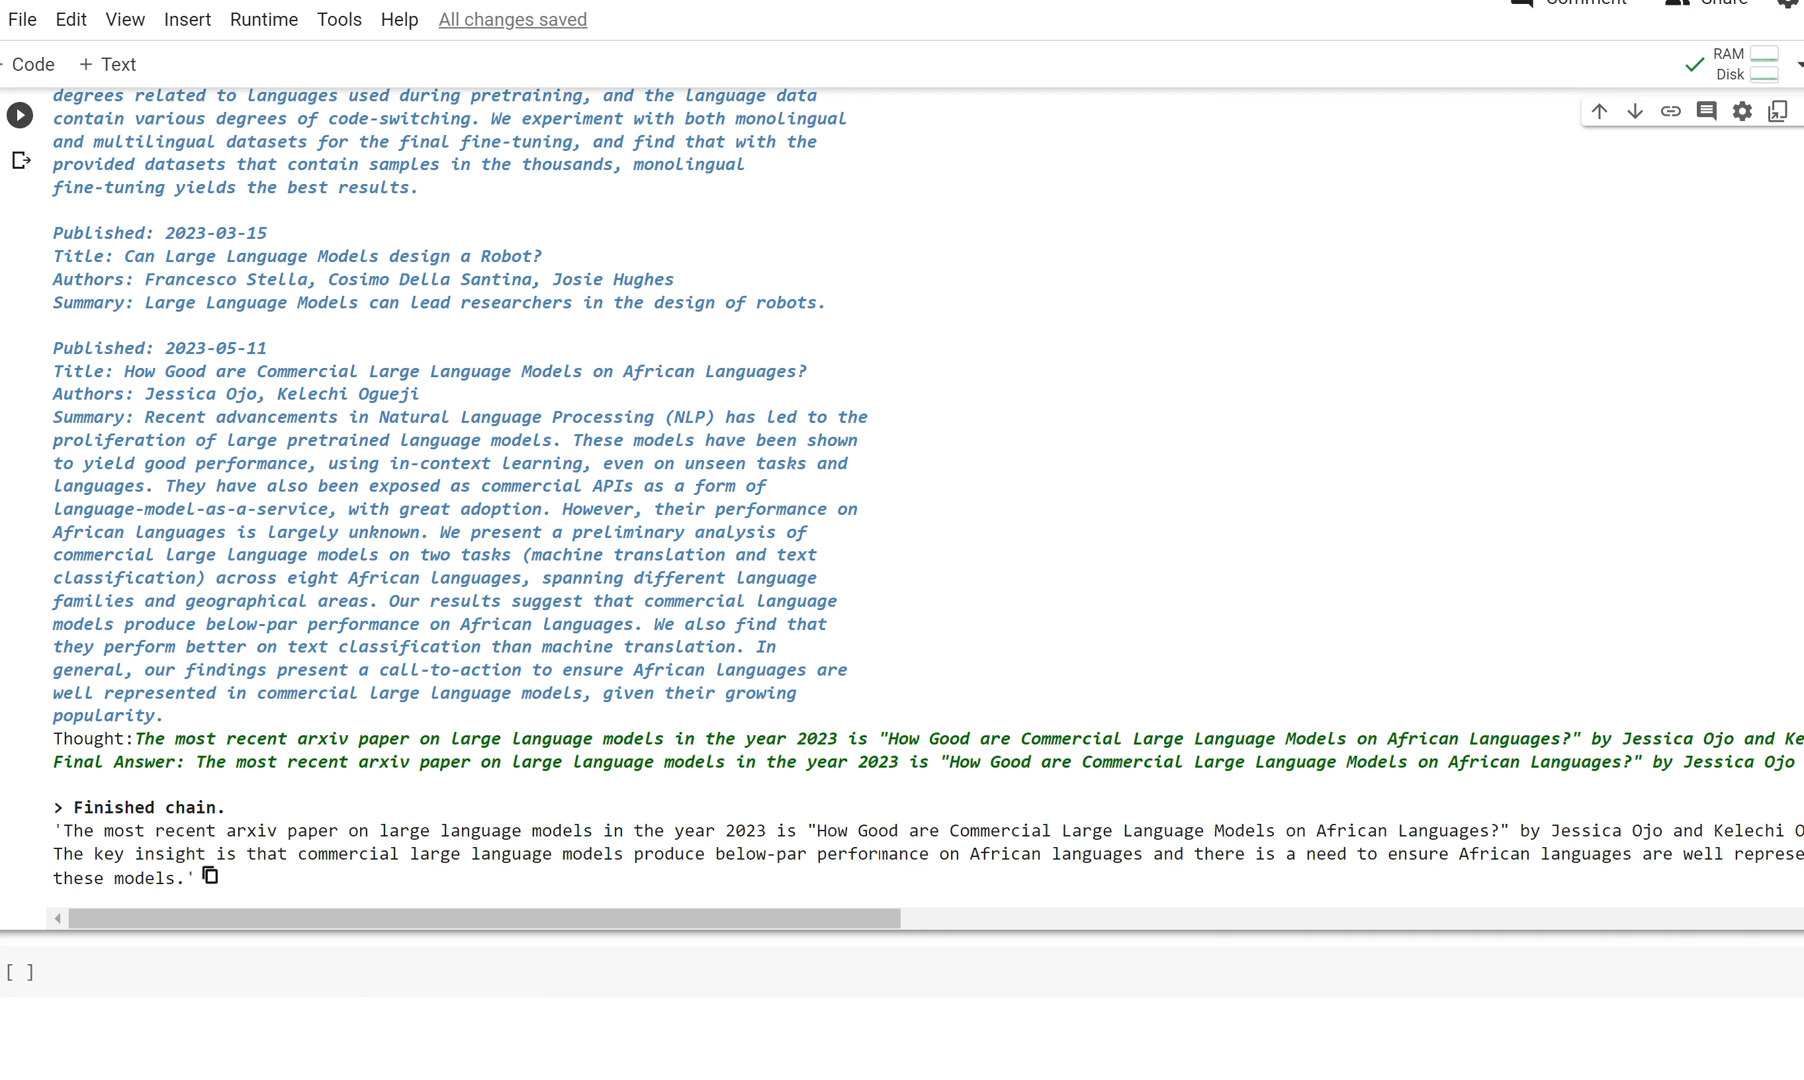 Comment Share
File Edit View Insert Runtime Tools Help All changes saved
Code + Text RAM
Disk
degrees related to languages used during pretraining, and the language data
contain various degrees of code-switching. We experiment with both monolingual
and multilingual datasets for the final fine-tuning, and find that with the
provided datasets that contain samples in the thousands, monolingual
fine-tuning yields the best results.
Published: 2023-03-15
Title: Can Large Language Models design a Robot?
Authors: Francesco Stella, Cosimo Della Santina, Josie Hughes
Summary: Large Language Models can lead researchers in the design of robots.
Published: 2023-05-11
Title: How Good are Commercial Large Language Models on African Languages?
Authors: Jessica Ojo, Kelechi Ogueji
Summary: Recent advancements in Natural Language Processing (NLP) has led to the
proliferation of large pretrained language models. These models have been shown
to yield good performance, using in-context learning, even on unseen tasks and
languages. They have also been exposed as commercial APIs as a form of
language-model-as-a-service, with great adoption. However, their performance on
African languages is largely unknown. We present a preliminary analysis of
commercial large language models on two tasks (machine translation and text
classification) across eight African languages, spanning different language
families and geographical areas. Our results suggest that commercial language
models produce below-par performance on African languages. We also find that
they perform better on text classification than machine translation. In
general, our findings present a call-to-action to ensure African languages are
well represented in commercial large language models, given their growing
popularity.
Thought:The most recent arxiv paper on large language models in the year 2023 is "How Good are Commercial Large Language Models on African Languages?" by Jessica Ojo and Ke
Final Answer: The most recent arxiv paper on large language models in the year 2023 is "How Good are Commercial Large Language Models on African Languages?" by Jessica Ojo
> Finished chain.
'The most recent arxiv paper on large language models in the year 2023 is "How Good are Commercial Large Language Models on African Languages?" by Jessica Ojo and Kelechi O
The key insight is that commercial large language models produce below-par performance on African languages and there is a need to ensure African languages are well represe
these models.'
[ ]